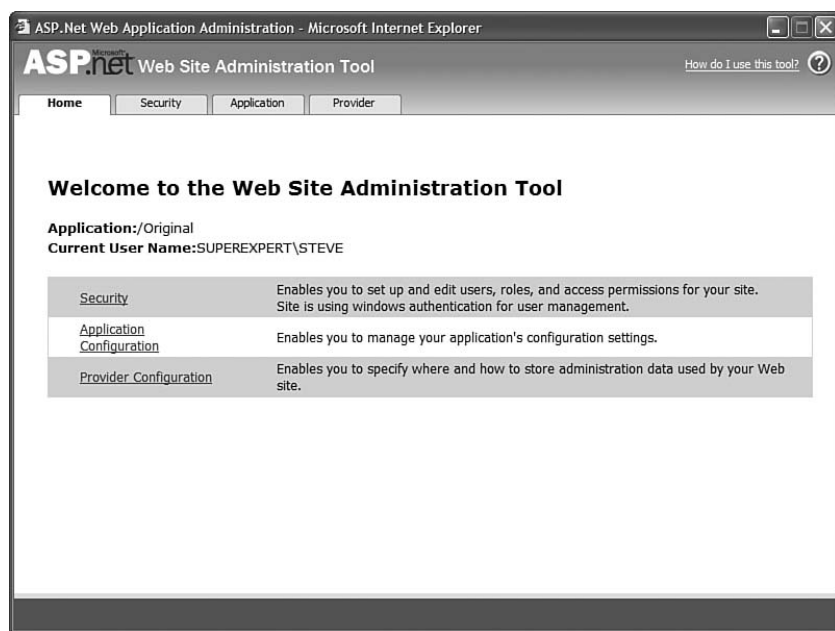 ASP.Net Web Application Administration - Microsoft Internet Explorer
Microsoft
ASP.net Web Site Administration Tool
How do I use this tool? ?
Home Security Application Provider
Welcome to the Web Site Administration Tool
Application:/Original
Current User Name:SUPEREXPERT\STEVE
Security
Enables you to set up and edit users, roles, and access permissions for your site.
Site is using windows authentication for user management.
Application
Configuration
Enables you to manage your application's configuration settings.
Provider Configuration
Enables you to specify where and how to store administration data used by your Web
site.